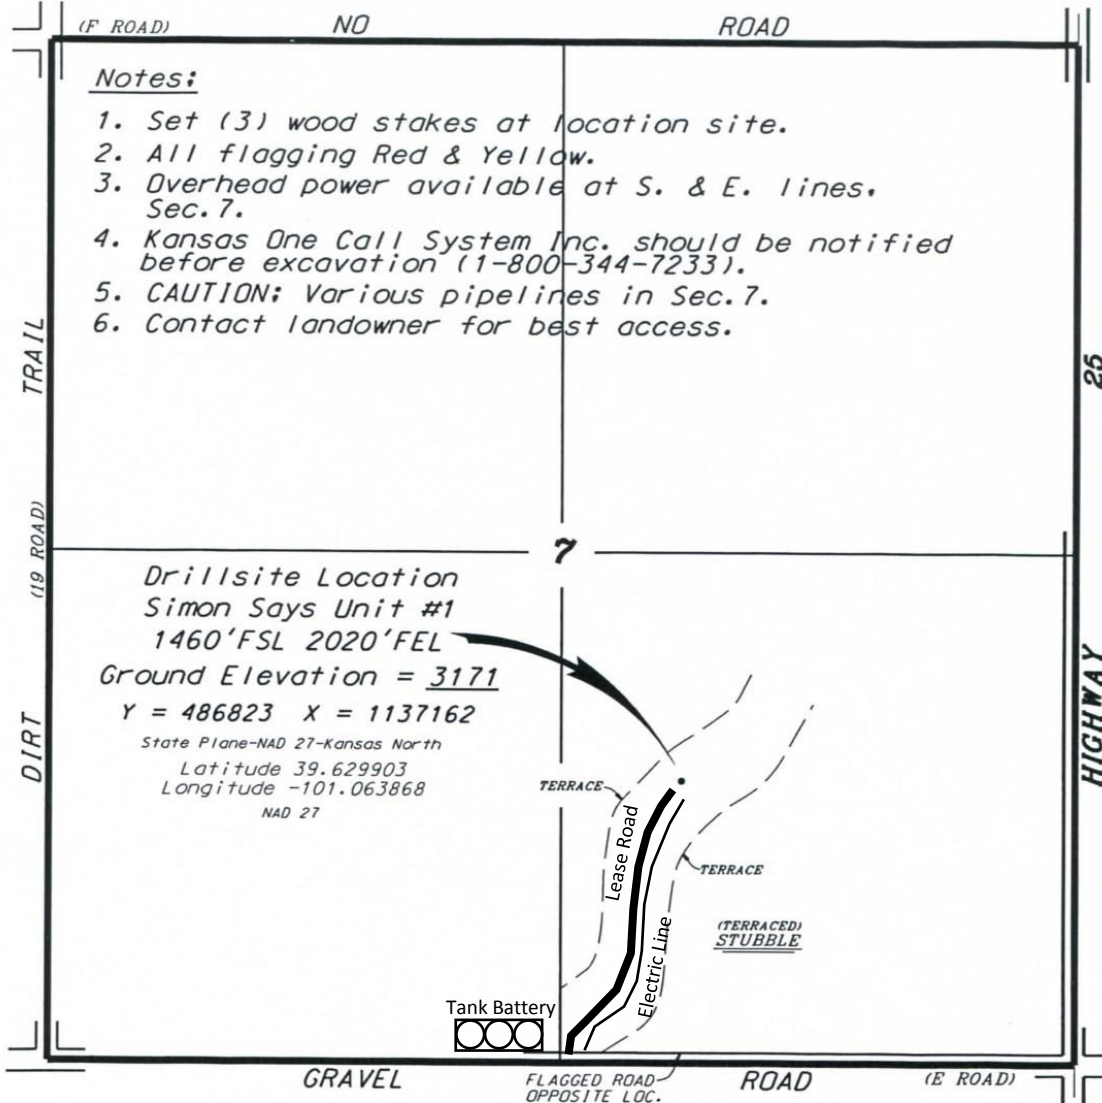 (F ROAD) NO ROAD
Notes:
1. Set (3) wood stakes at location site.
2. All flagging Red & Yellow.
3. Overhead power available at S. & E. lines.
Sec. 7.
4. Kansas One Call System Inc. should be notified
before excavation (1-800-344-7233).
5. CAUTION: Various pipelines in Sec. 7.
6. Contact landowner for best access.
DIRT (19 ROAD) TRAIL
HIGHWAY 25
7
Drillsite Location
Simon Says Unit #1
1460'FSL 2020'FEL
Ground Elevation = 3171
Y = 486823 X = 1137162
State Plane-NAD 27-Kansas North
Latitude 39.629903
Longitude -101.063868
NAD 27
TERRACE
Lease Road
TERRACE
Electric Line
(TERRACED)
STUBBLE
Tank Battery
GRAVEL ROAD (E ROAD)
FLAGGED ROAD
OPPOSITE LOC.